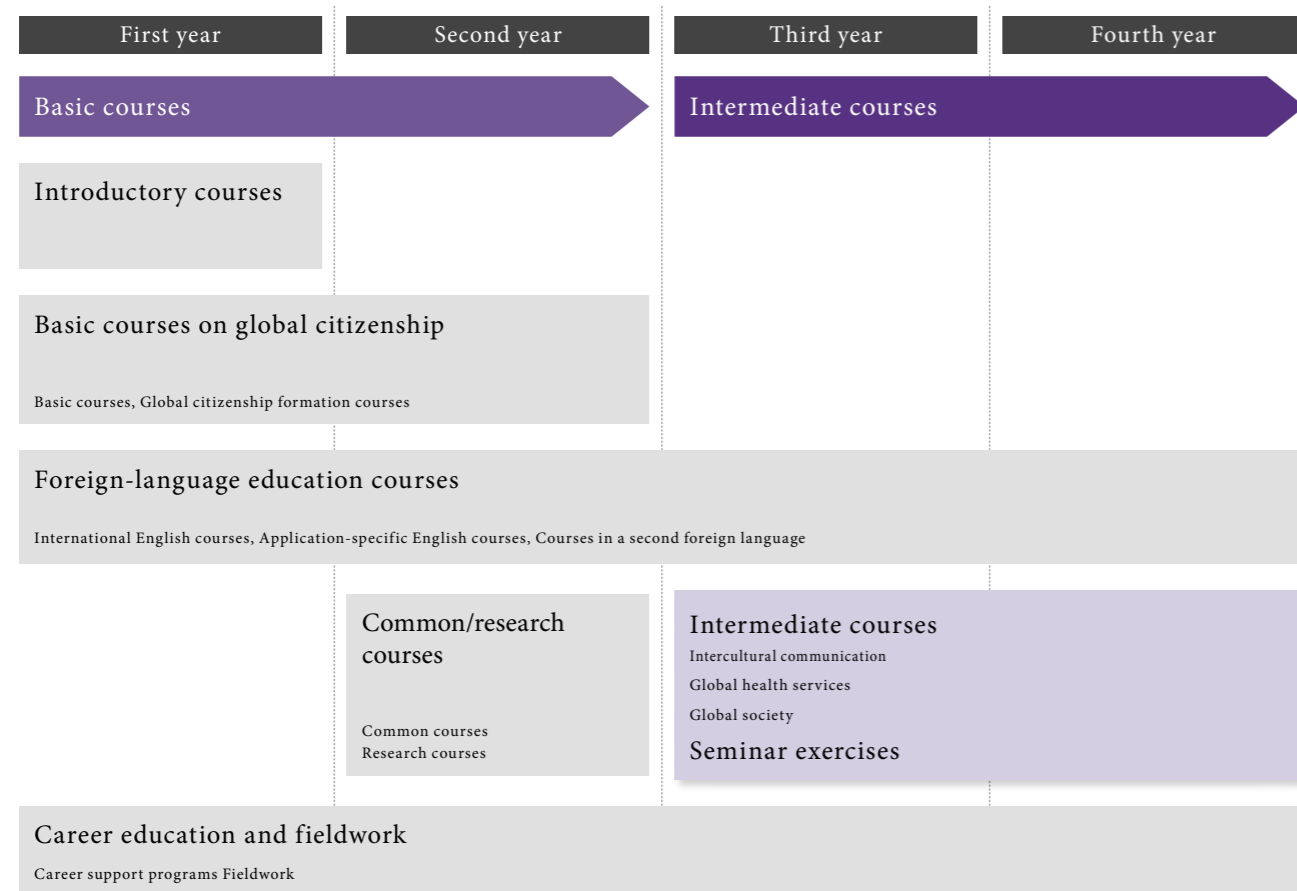 First year
Second year
Third year
Fourth year
Basic courses
Intermediate courses
Introductory courses
Basic courses on global citizenship
Basic courses, Global citizenship formation courses
Foreign-language education courses
International English courses, Application-specific English courses, Courses in a second foreign language
Common/research
courses
Common courses
Research courses
Intermediate courses
Intercultural communication
Global health services
Global society
Seminar exercises
Career education and fieldwork
Career support programs Fieldwork